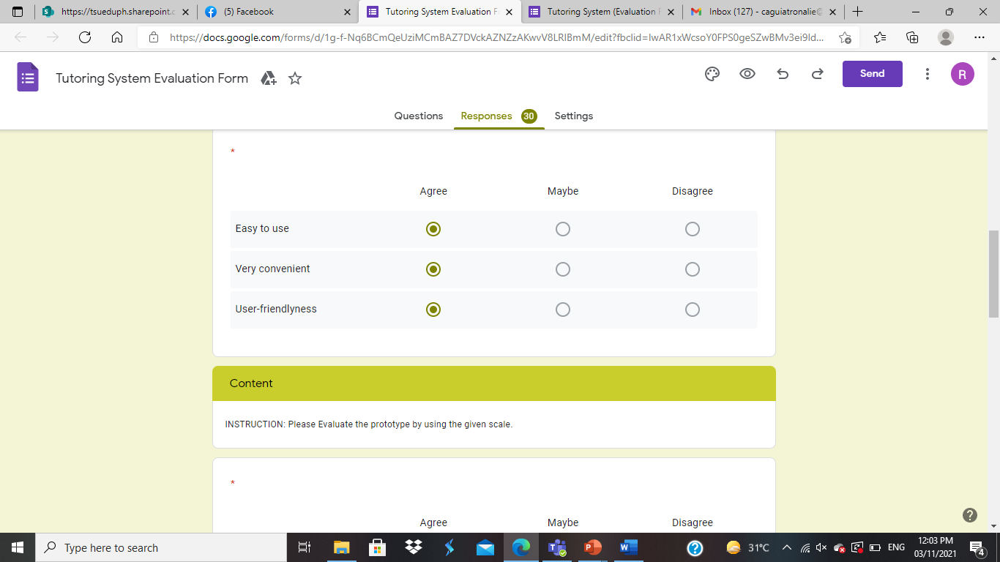 https://tsueduph.sharepoint.c
(5) Facebook
Tutoring System Evaluation F
Tutoring System (Evaluation F
Inbox (127) - caguiatronalie@
https://docs.google.com/forms/d/1g-f-Nq6BCmQeUziMCmBAZ7DVckAZNZzAKwvV8LRIBmM/edit?fbclid=IwAR1xWcsoY0FPS0geSZwBMv3ei9Id...
Tutoring System Evaluation Form
Send
R
Questions
Responses 30
Settings
*
Agree Maybe Disagree
Easy to use
Very convenient
User-friendlyness
Content
INSTRUCTION: Please Evaluate the prototype by using the given scale.
*
Agree Maybe Disagree
Type here to search
31°C
ENG
12:03 PM
03/11/2021
4